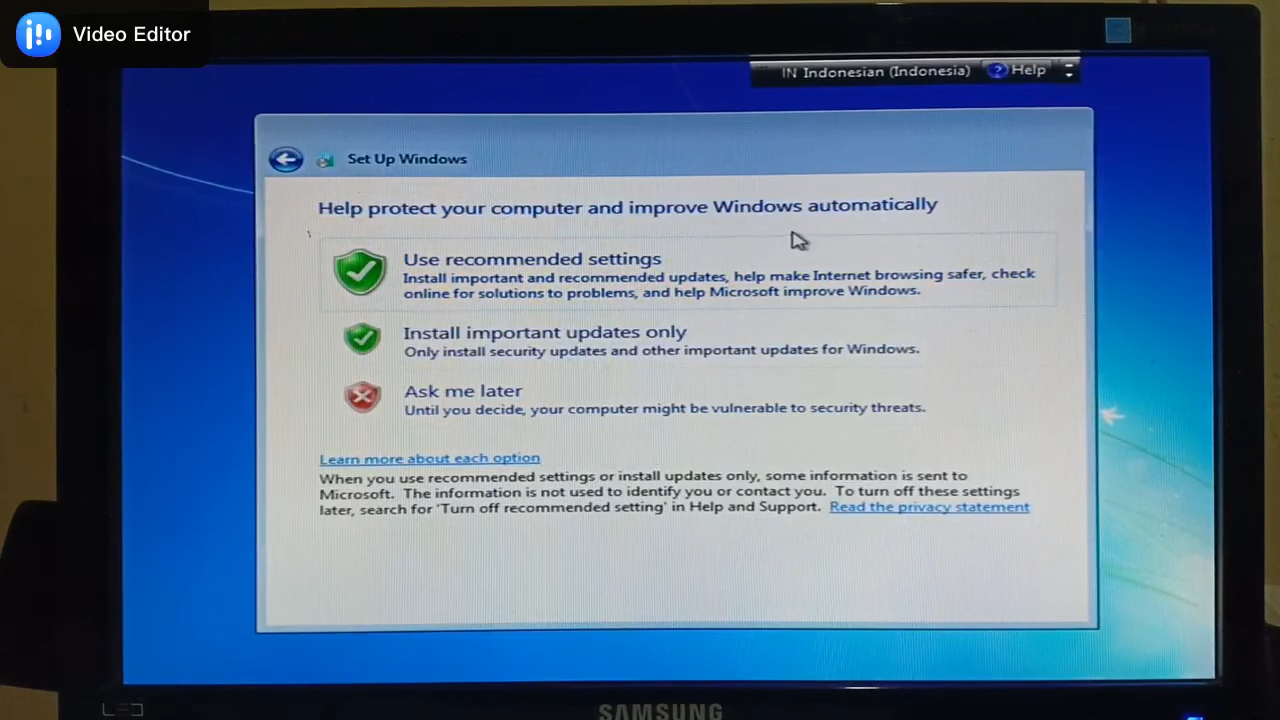 Video Editor
IN Indonesian (Indonesia) ? Help
Set Up Windows
Help protect your computer and improve Windows automatically
Use recommended settings
Install important and recommended updates, help make Internet browsing safer, check
online for solutions to problems, and help Microsoft improve Windows.
Install important updates only
Only install security updates and other important updates for Windows.
Ask me later
Until you decide, your computer might be vulnerable to security threats.
Learn more about each option
When you use recommended settings or install updates only, some information is sent to
Microsoft. The information is not used to identify you or contact you. To turn off these settings
later, search for 'Turn off recommended setting' in Help and Support. Read the privacy statement
LED
SAMSUNG